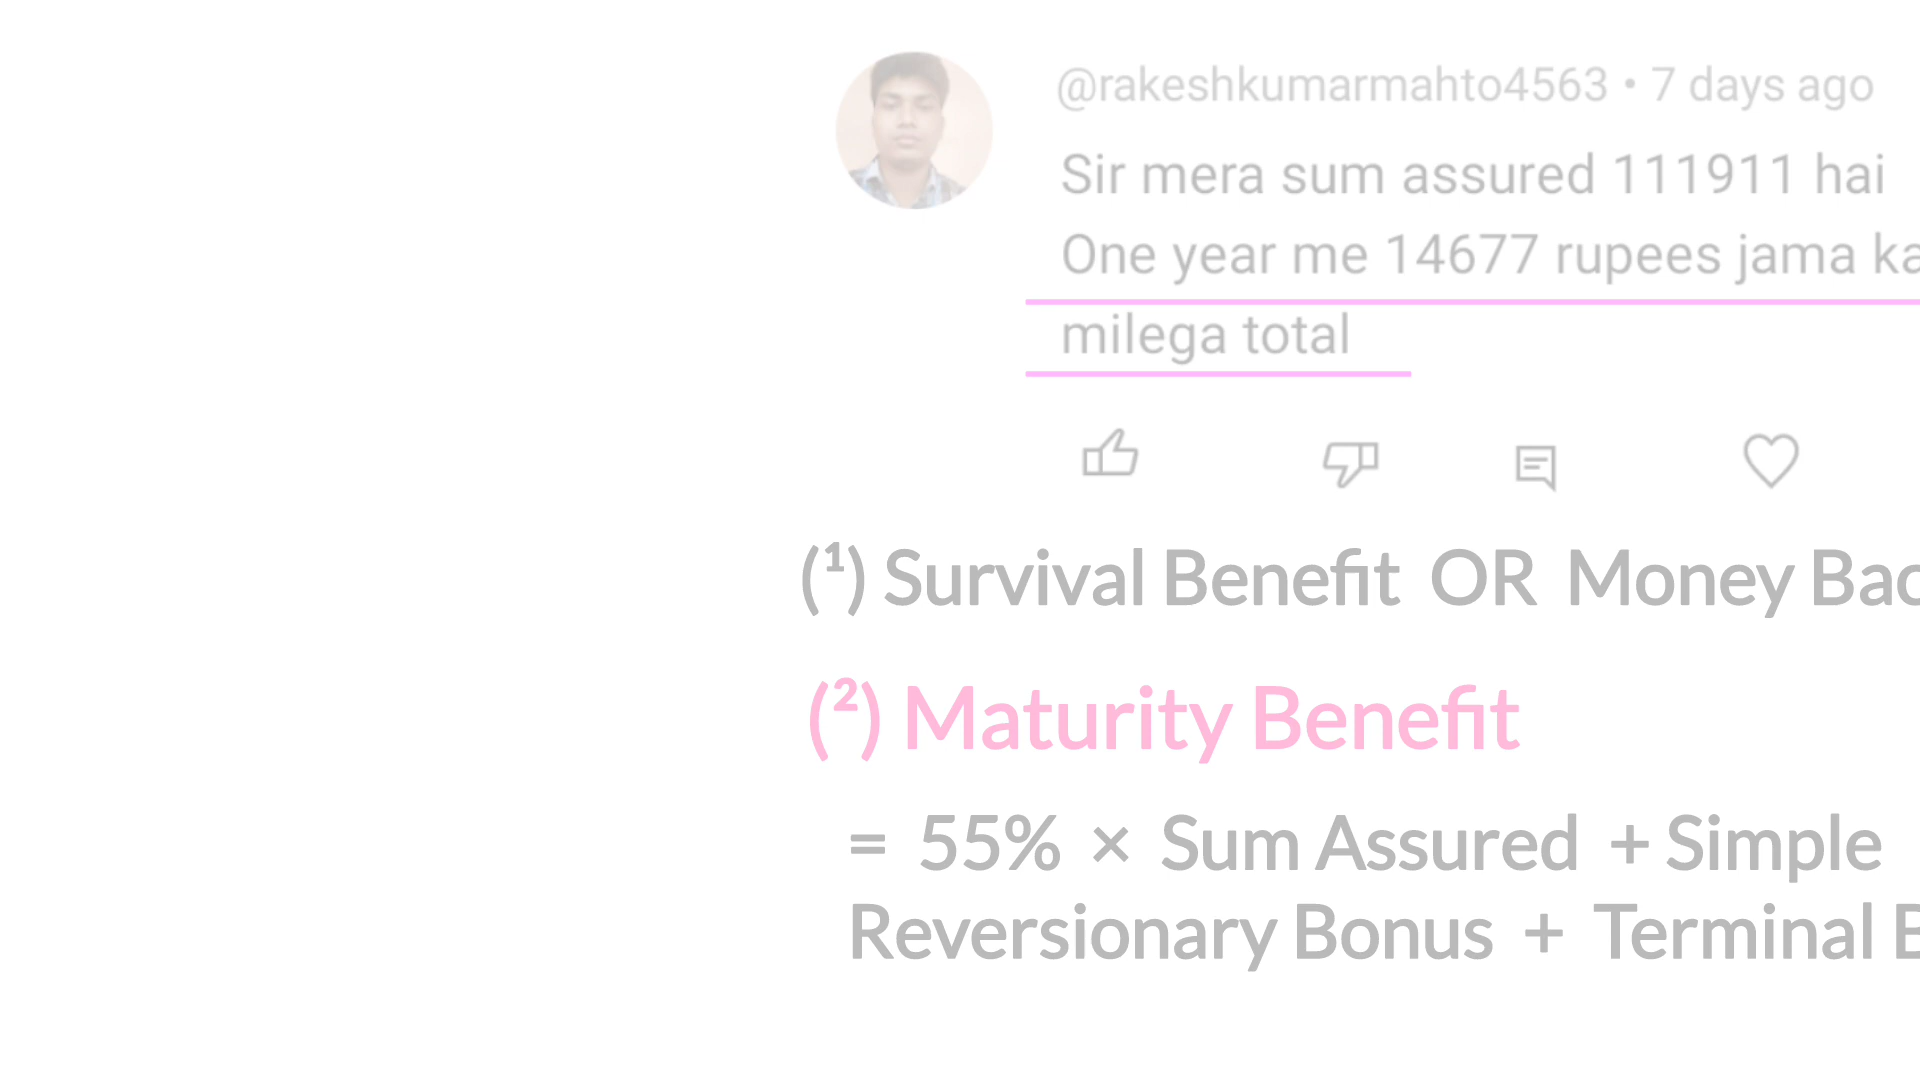 @rakeshkumarmahto4563 • 7 days ago
Sir mera sum assured 111911 hai
One year me 14677 rupees jama ka
milega total
(¹) Survival Benefit OR Money Bac
(²) Maturity Benefit
= 55% × Sum Assured + Simple
Reversionary Bonus + Terminal B